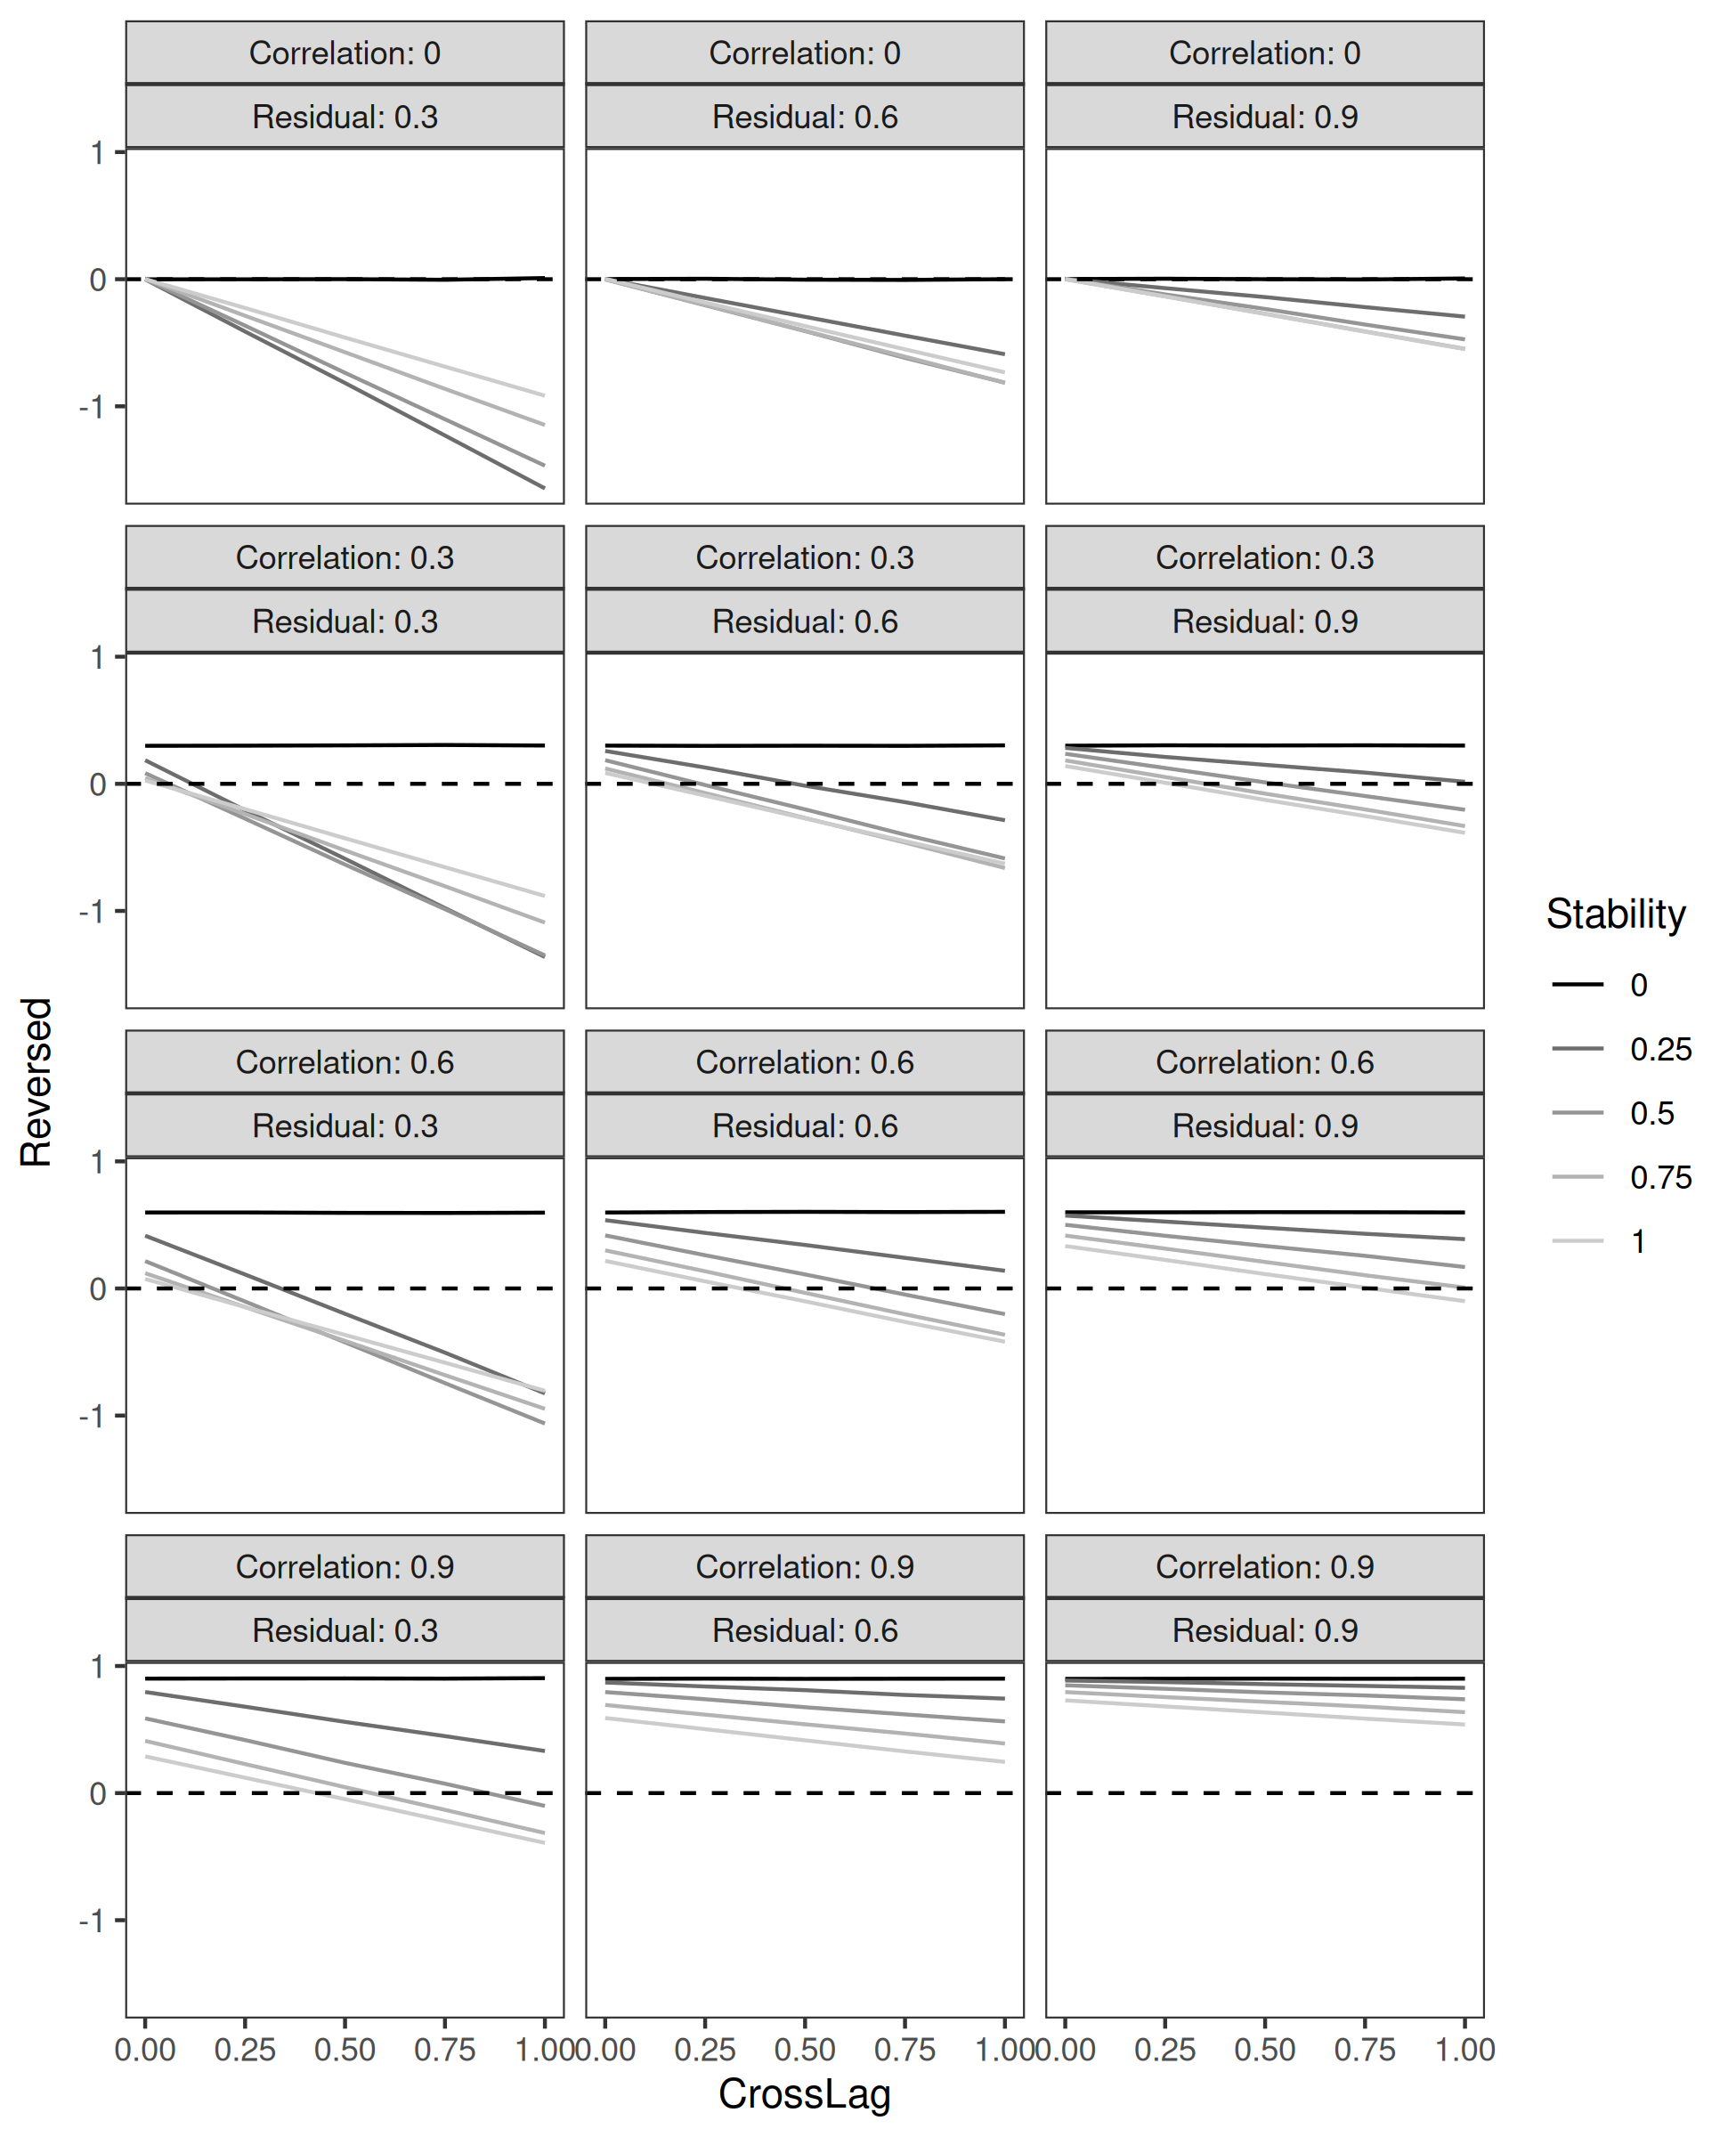 Correlation: 0
Correlation: 0
Correlation: 0
Residual: 0.3
Residual: 0.6
Residual: 0.9
1
0
-1
Correlation: 0.3
Correlation: 0.3
Correlation: 0.3
Residual: 0.3
Residual: 0.6
Residual: 0.9
1
0
-1
Correlation: 0.6
Correlation: 0.6
Correlation: 0.6
Residual: 0.3
Residual: 0.6
Residual: 0.9
1
0
-1
Correlation: 0.9
Correlation: 0.9
Correlation: 0.9
Residual: 0.3
Residual: 0.6
Residual: 0.9
1
0
-1
0.00 0.25 0.50 0.75 1.00
0.00 0.25 0.50 0.75 1.00
0.00 0.25 0.50 0.75 1.00
CrossLag
Reversed
Stability
0
0.25
0.5
0.75
1